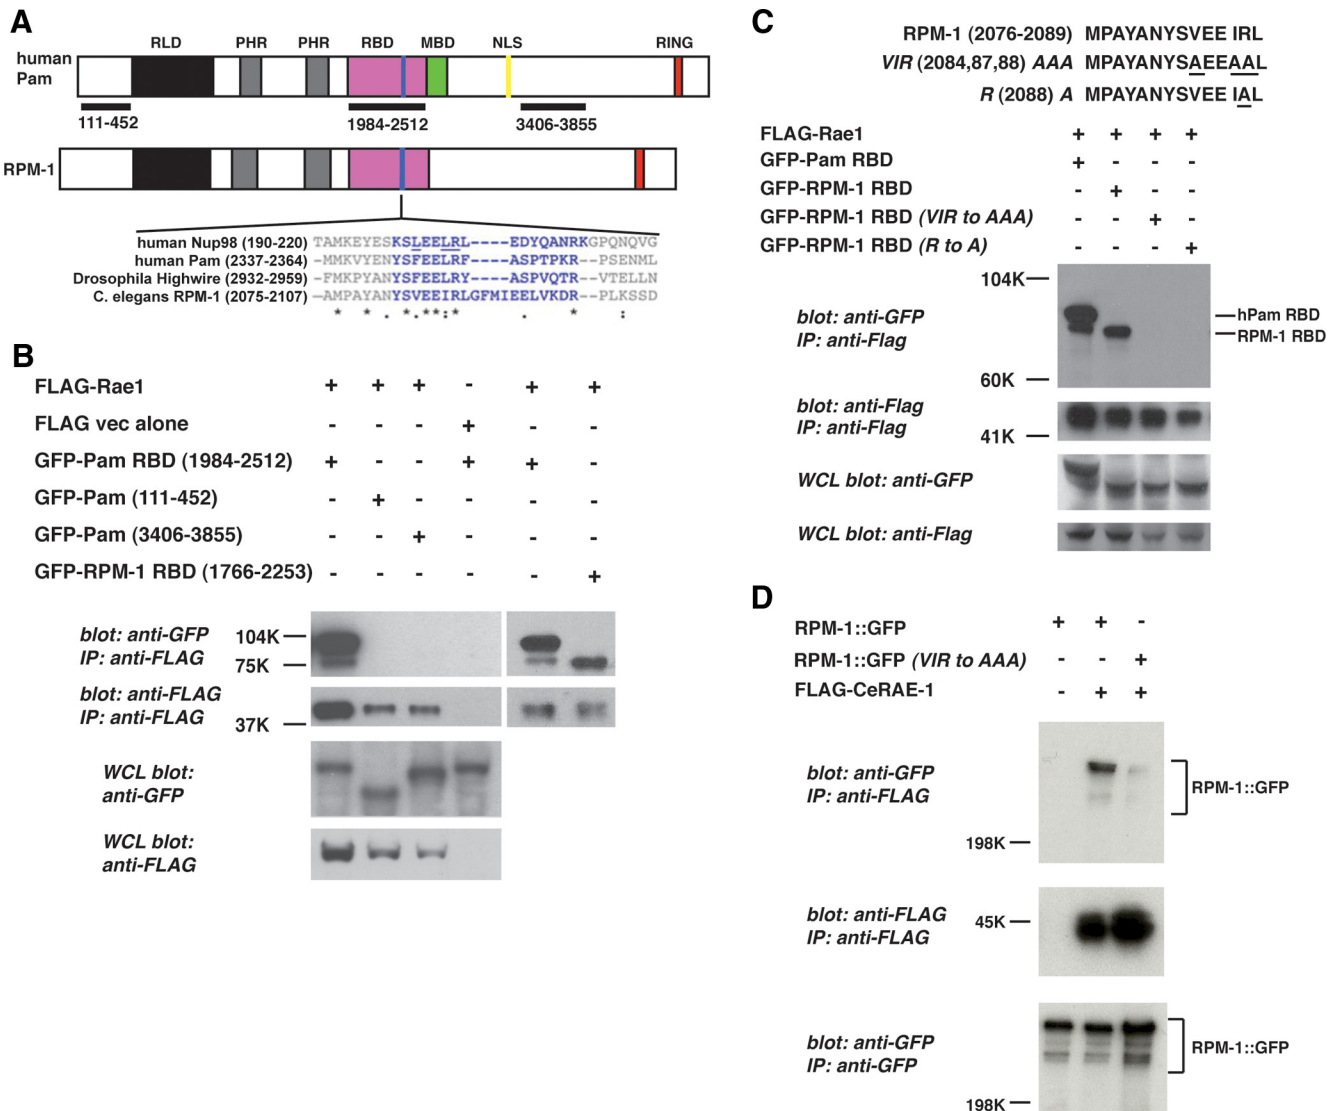 A
RLD PHR PHR RBD MBD NLS RING
human
Pam
111-452 1984-2512 3406-3855
RPM-1
human Nup98 (190-220) TAMKEYESKSLEELRL----EDYQANRKGPQNQVG
human Pam (2337-2364) —MMKVYENYSFEELRF----ASPTPKR--PSENML
Drosophila Highwire (2932-2959) —FMKPYAEYSFEELRY----ASPVQTR--VTELLN
C. elegans RPM-1 (2075-2107) —AMPAYANYSVEEIRLGFMIEELVKDR--PLKSSD
* * . .**:* . * :
B
FLAG-Rae1 + + + - + +
FLAG vec alone - - - + - -
GFP-Pam RBD (1984-2512) + - - + + -
GFP-Pam (111-452) - + - - - -
GFP-Pam (3406-3855) - - + - - -
GFP-RPM-1 RBD (1766-2253) - - - - - +
blot: anti-GFP
IP: anti-FLAG
104K
75K
blot: anti-FLAG
IP: anti-FLAG
37K
WCL blot:
anti-GFP
WCL blot:
anti-FLAG
C
RPM-1 (2076-2089) MPAYANYSVEE IRL
VIR (2084,87,88) AAA MPAYANYSAEEAAL
R (2088) A MPAYANYSVEE IAL
FLAG-Rae1 + + + +
GFP-Pam RBD + - - -
GFP-RPM-1 RBD - + - -
GFP-RPM-1 RBD (VIR to AAA) - - + -
GFP-RPM-1 RBD (R to A) - - - +
104K
blot: anti-GFP
IP: anti-Flag
hPam RBD
RPM-1 RBD
60K
blot: anti-Flag
IP: anti-Flag
41K
WCL blot: anti-GFP
WCL blot: anti-Flag
D
RPM-1::GFP + + -
RPM-1::GFP (VIR to AAA) - - +
FLAG-CeRAE-1 - + +
blot: anti-GFP
IP: anti-FLAG
RPM-1::GFP
198K
blot: anti-FLAG
IP: anti-FLAG
45K
blot: anti-GFP
IP: anti-GFP
RPM-1::GFP
198K